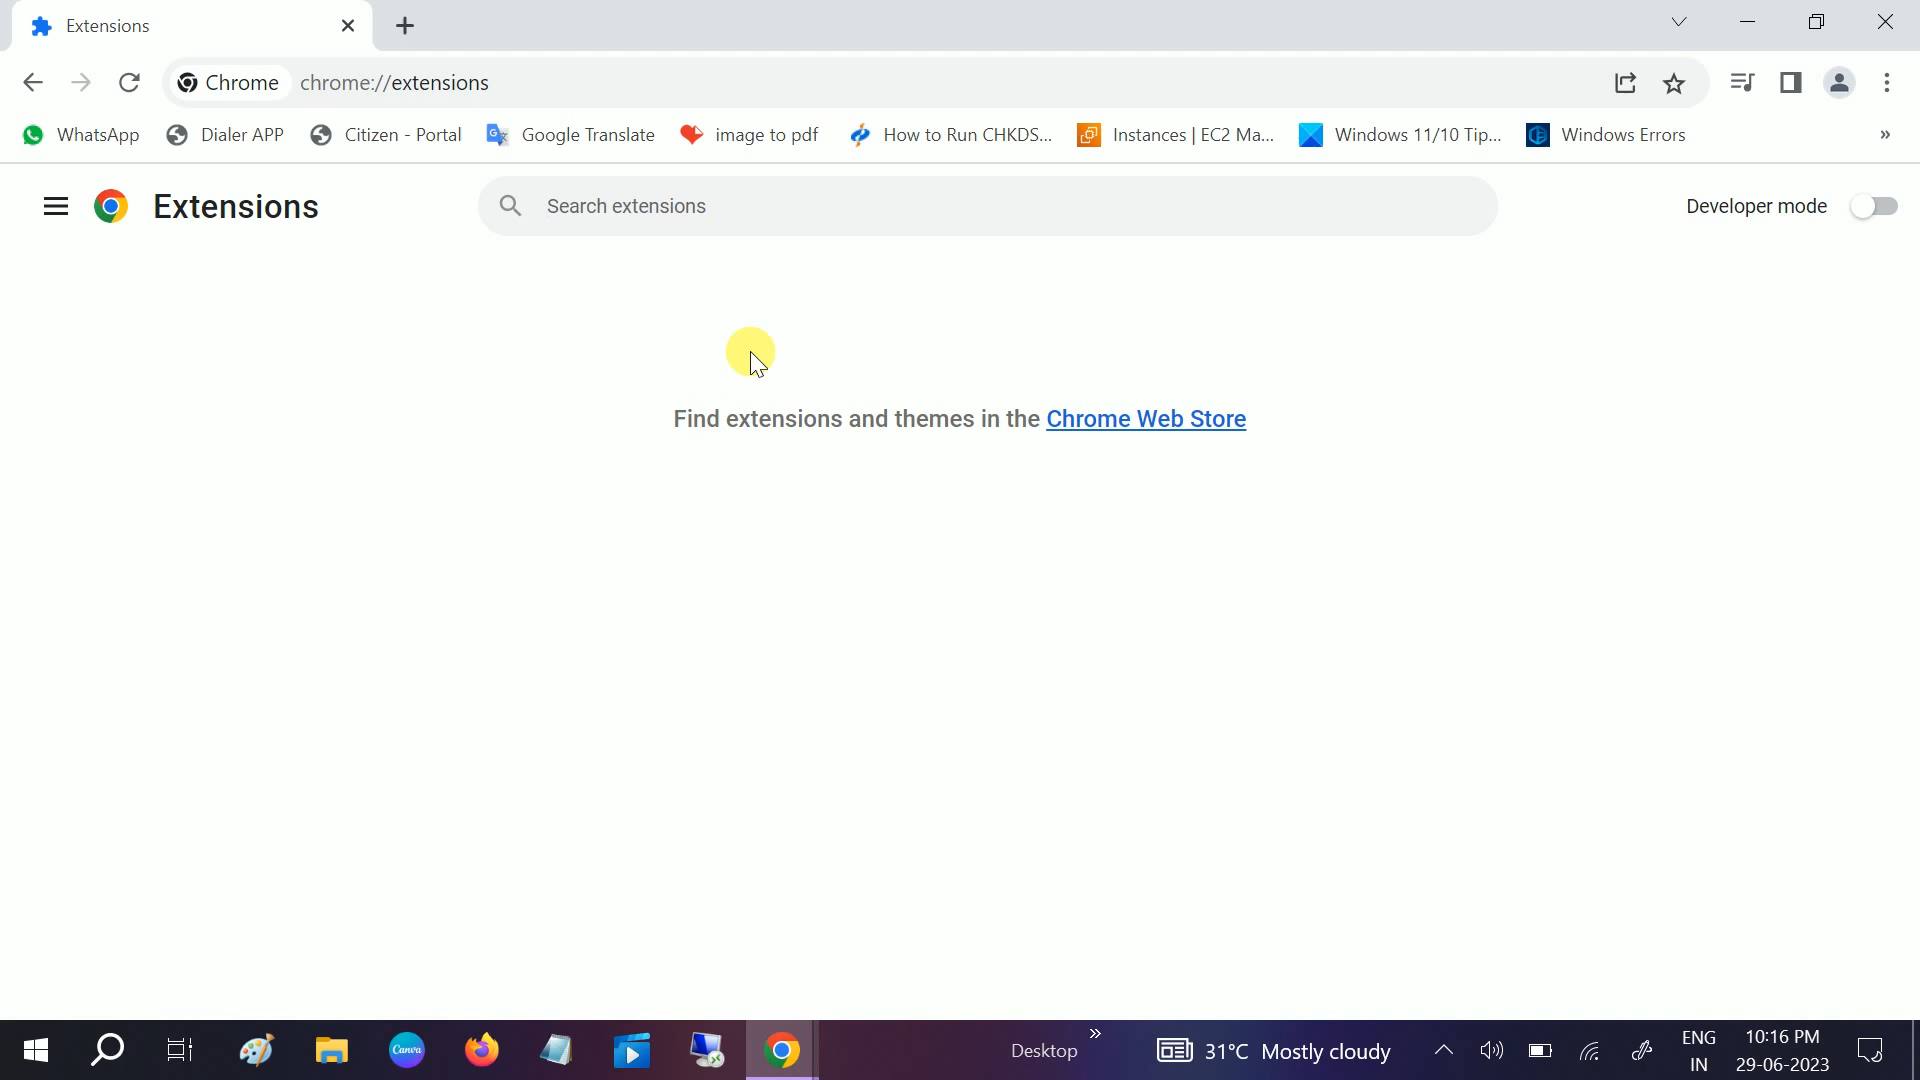 Extensions
Chrome chrome://extensions
WhatsApp Dialer APP Citizen - Portal Google Translate image to pdf How to Run CHKDS... Instances | EC2 Ma... Windows 11/10 Tip... Windows Errors »
Extensions Search extensions Developer mode
Find extensions and themes in the Chrome Web Store
Canva
Desktop » 31°C Mostly cloudy
ENG
IN
10:16 PM
29-06-2023